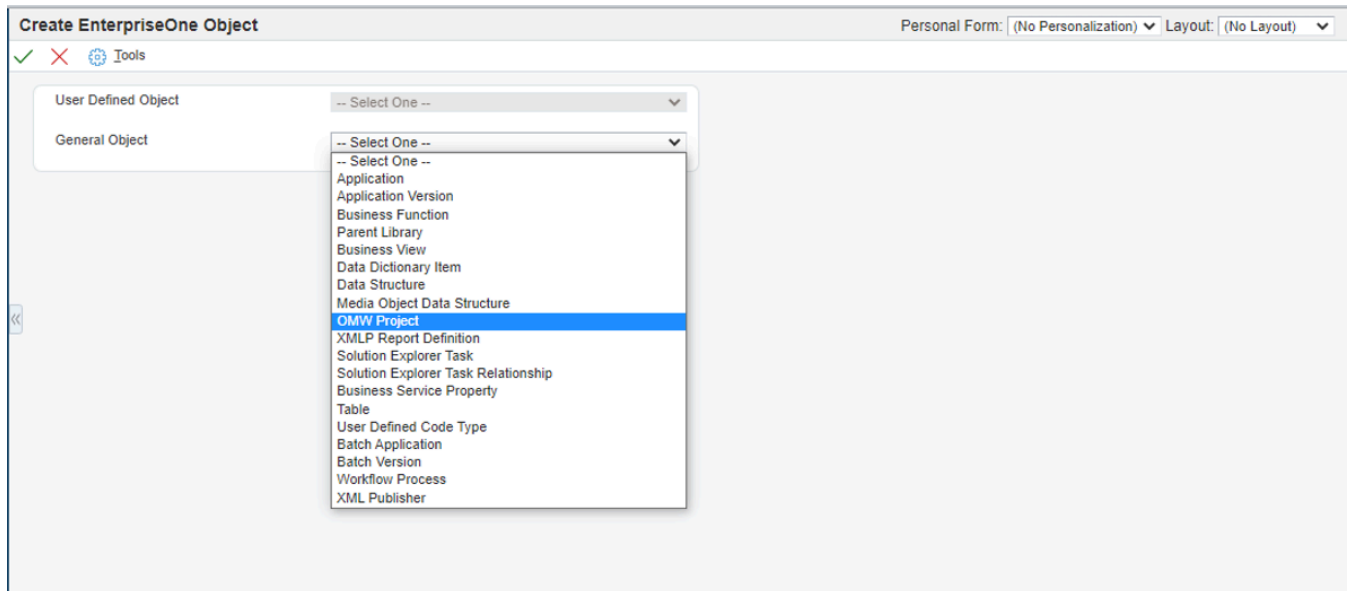 Create EnterpriseOne Object Personal Form: (No Personalization) Layout: (No Layout)
Tools
User Defined Object -- Select One --
General Object -- Select One --
-- Select One --
Application
Application Version
Business Function
Parent Library
Business View
Data Dictionary Item
Data Structure
Media Object Data Structure
OMW Project
XMLP Report Definition
Solution Explorer Task
Solution Explorer Task Relationship
Business Service Property
Table
User Defined Code Type
Batch Application
Batch Version
Workflow Process
XML Publisher